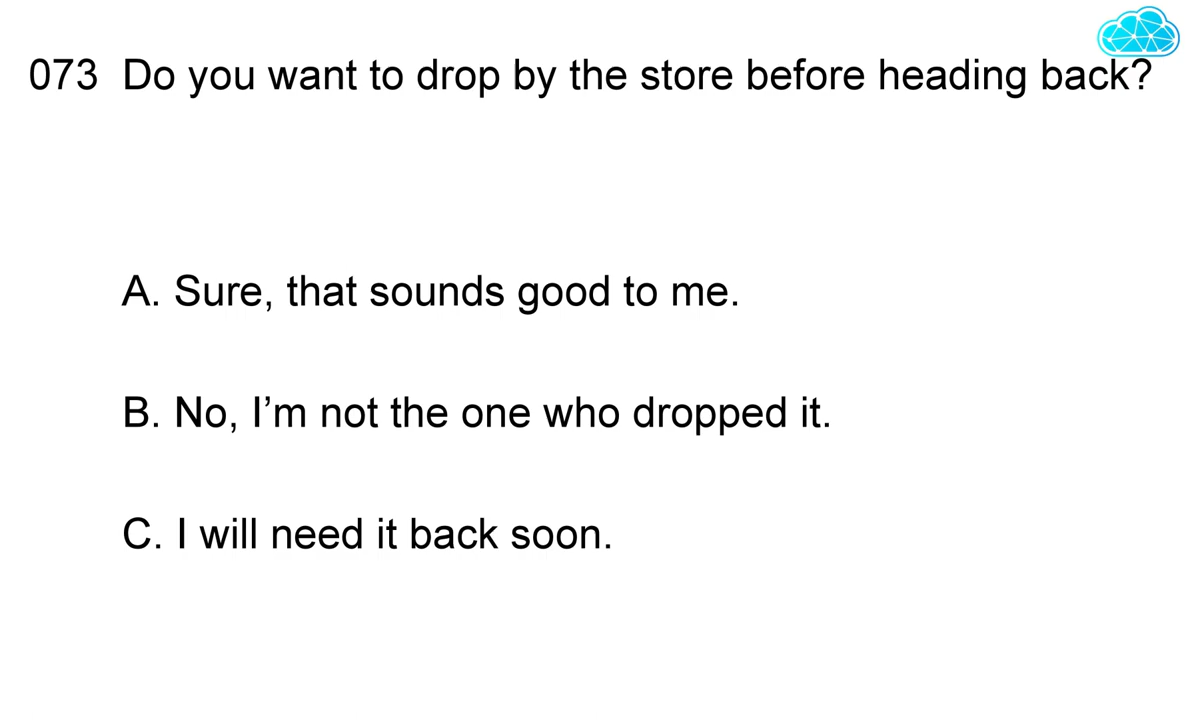 073 Do you want to drop by the store before heading back?
A. Sure, that sounds good to me.
B. No, I’m not the one who dropped it.
C. I will need it back soon.